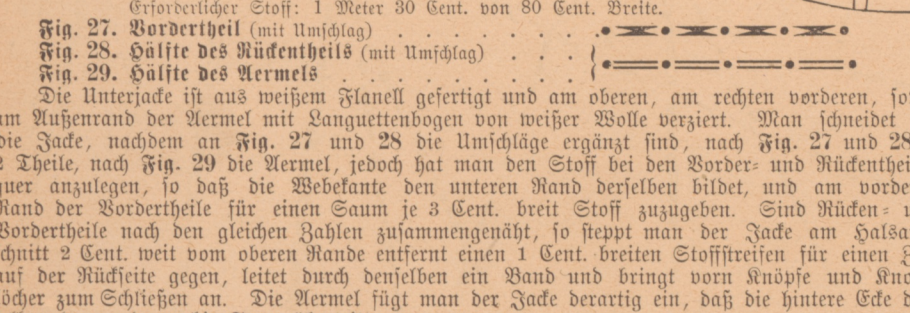 Erforderlicher Stoff: 1 Meter 30 Cent. von 80 Cent. Breite.
Fig. 27. Vordertheil (mit Umschlag) . . . . . .
Fig. 28. Hälfte des Rückentheils (mit Umschlag) . . . .
Fig. 29. Hälfte des Aermels . . . . . . .
Die Unterjacke ist aus weißem Flanell gefertigt und am oberen, am rechten vorderen, so
um Außenrand der Aermel mit Languettenbogen von weißer Wolle verziert. Man schneidet
die Jacke, nachdem an Fig. 27 und 28 die Umschläge ergänzt sind, nach Fig. 27 und 28
2 Theile, nach Fig. 29 die Aermel, jedoch hat man den Stoff bei den Vorder- und Rückenthei
quer anzulegen, so daß die Webekante den unteren Rand derselben bildet, und am vorde
Rand der Vordertheile für einen Saum je 3 Cent. breit Stoff zuzugeben. Sind Rücken-
Vordertheile nach den gleichen Zahlen zusammengenäht, so steppt man der Jacke am Halsa
chnitt 2 Cent. weit vom oberen Rande entfernt einen 1 Cent. breiten Stoffstreifen für einen
auf der Rückseite gegen, leitet durch denselben ein Band und bringt vorn Knöpfe und Kno
öcher zum Schließen an. Die Aermel fügt man der Jacke derartig ein, daß die hintere Ecke d